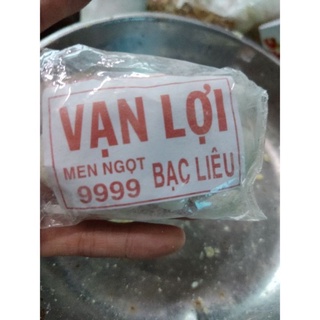 VẠN LỢI
MEN NGỌT
9999 BẠC LIÊU